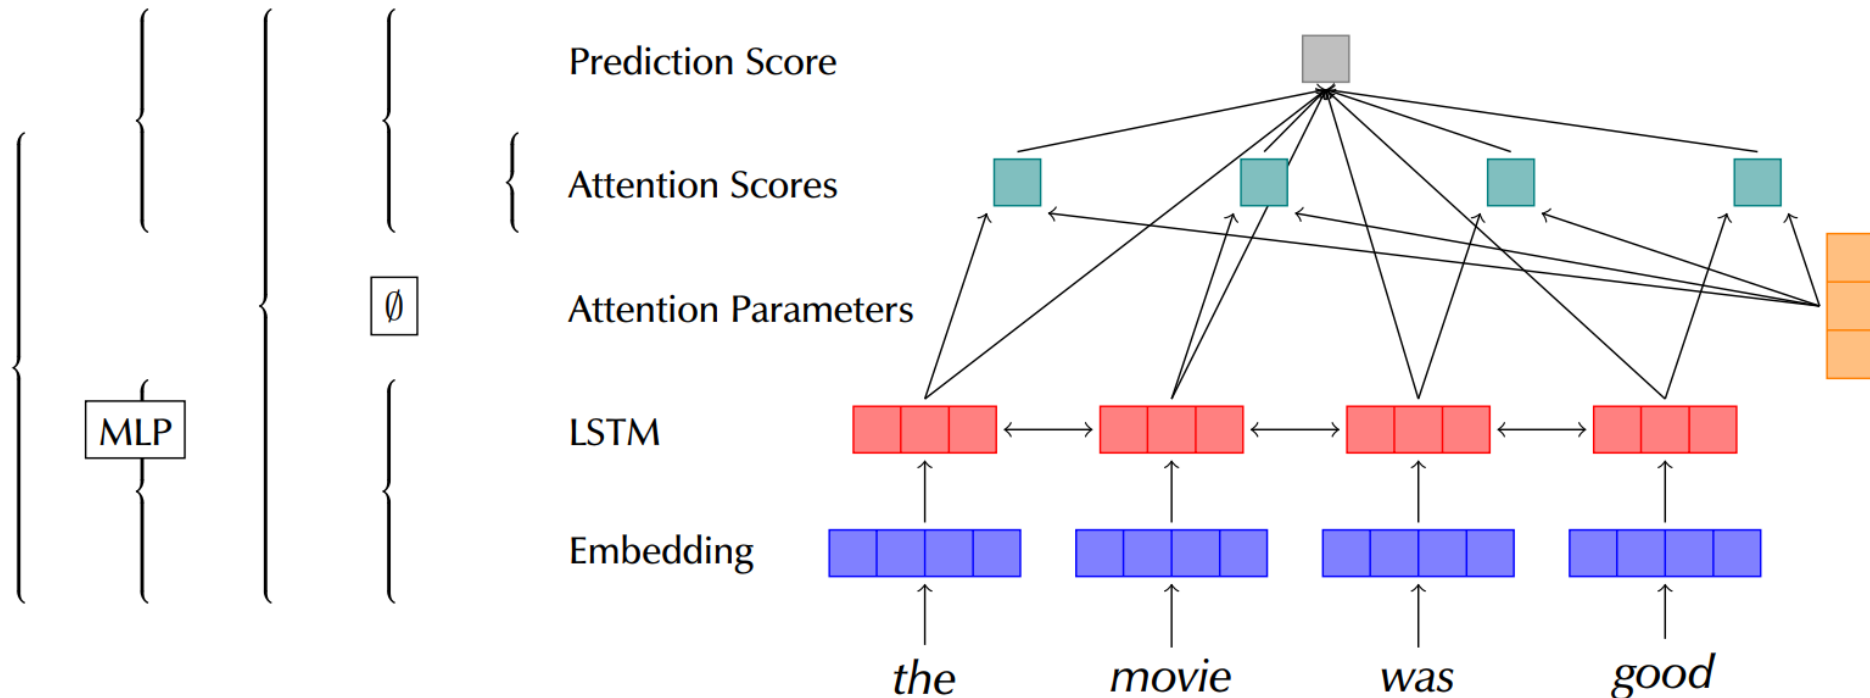 Prediction Score
Attention Scores
∅
Attention Parameters
MLP
LSTM
Embedding
the movie was good